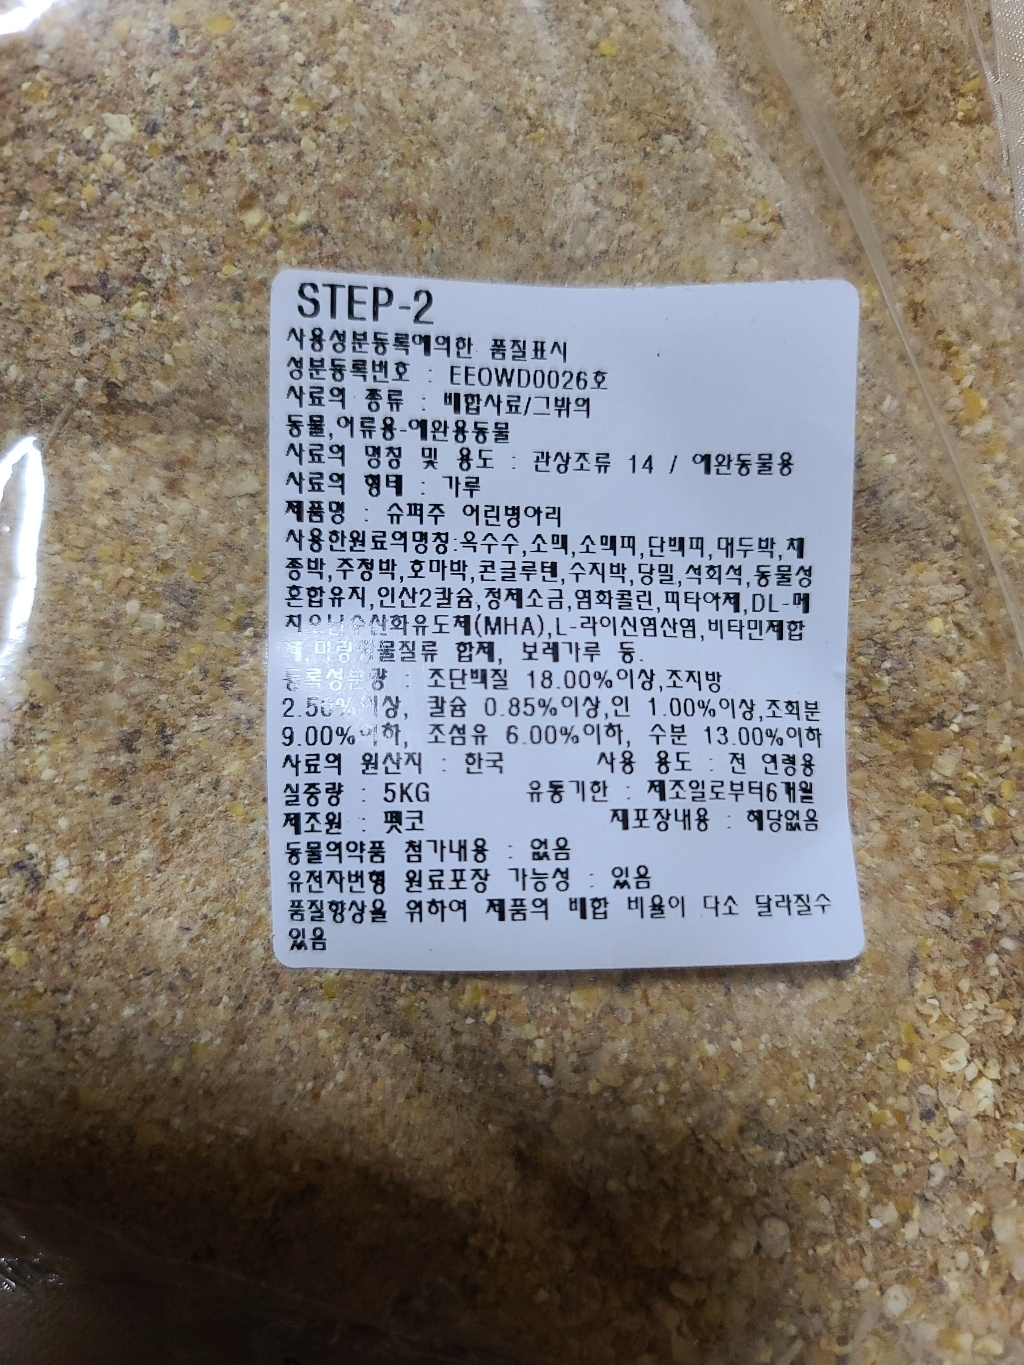 STEP-2
사용성분등록에의한 품질표시
성분등록번호 : EEOWD0026호
사료의 종류 : 배합사료/그밖의
동물,어류용-애완용동물
사료의 명칭 및 용도 : 관상조류 14 / 애완동물용
사료의 형태 : 가루
제품명 : 슈퍼주 어린병아리
사용한원료의명칭:옥수수,소맥,소맥피,단백피,대두박,채
종박,주정박,호마박,콘글루텐,수지박,당밀,석회석,동물성
혼합유지,인산2칼슘,정제소금,염화콜린,피타아제,DL-메
치오닌수산화유도체(MHA),L-라이신염산염,비타민제합
제,미량광물질류 합제, 보레가루 등.
등록성분량 : 조단백질 18.00%이상,조지방
2.50%이상, 칼슘 0.85%이상,인 1.00%이상,조회분
9.00%이하, 조섬유 6.00%이하, 수분 13.00%이하
사료의 원산지 : 한국 사용 용도 : 전 연령용
실중량 : 5KG 유통기한 : 제조일로부터6개월
제조원 : 펫코 재포장내용 : 해당없음
동물의약품 첨가내용 : 없음
유전자변형 원료포장 가능성 : 있음
품질향상을 위하여 제품의 배합 비율이 다소 달라질수
있음